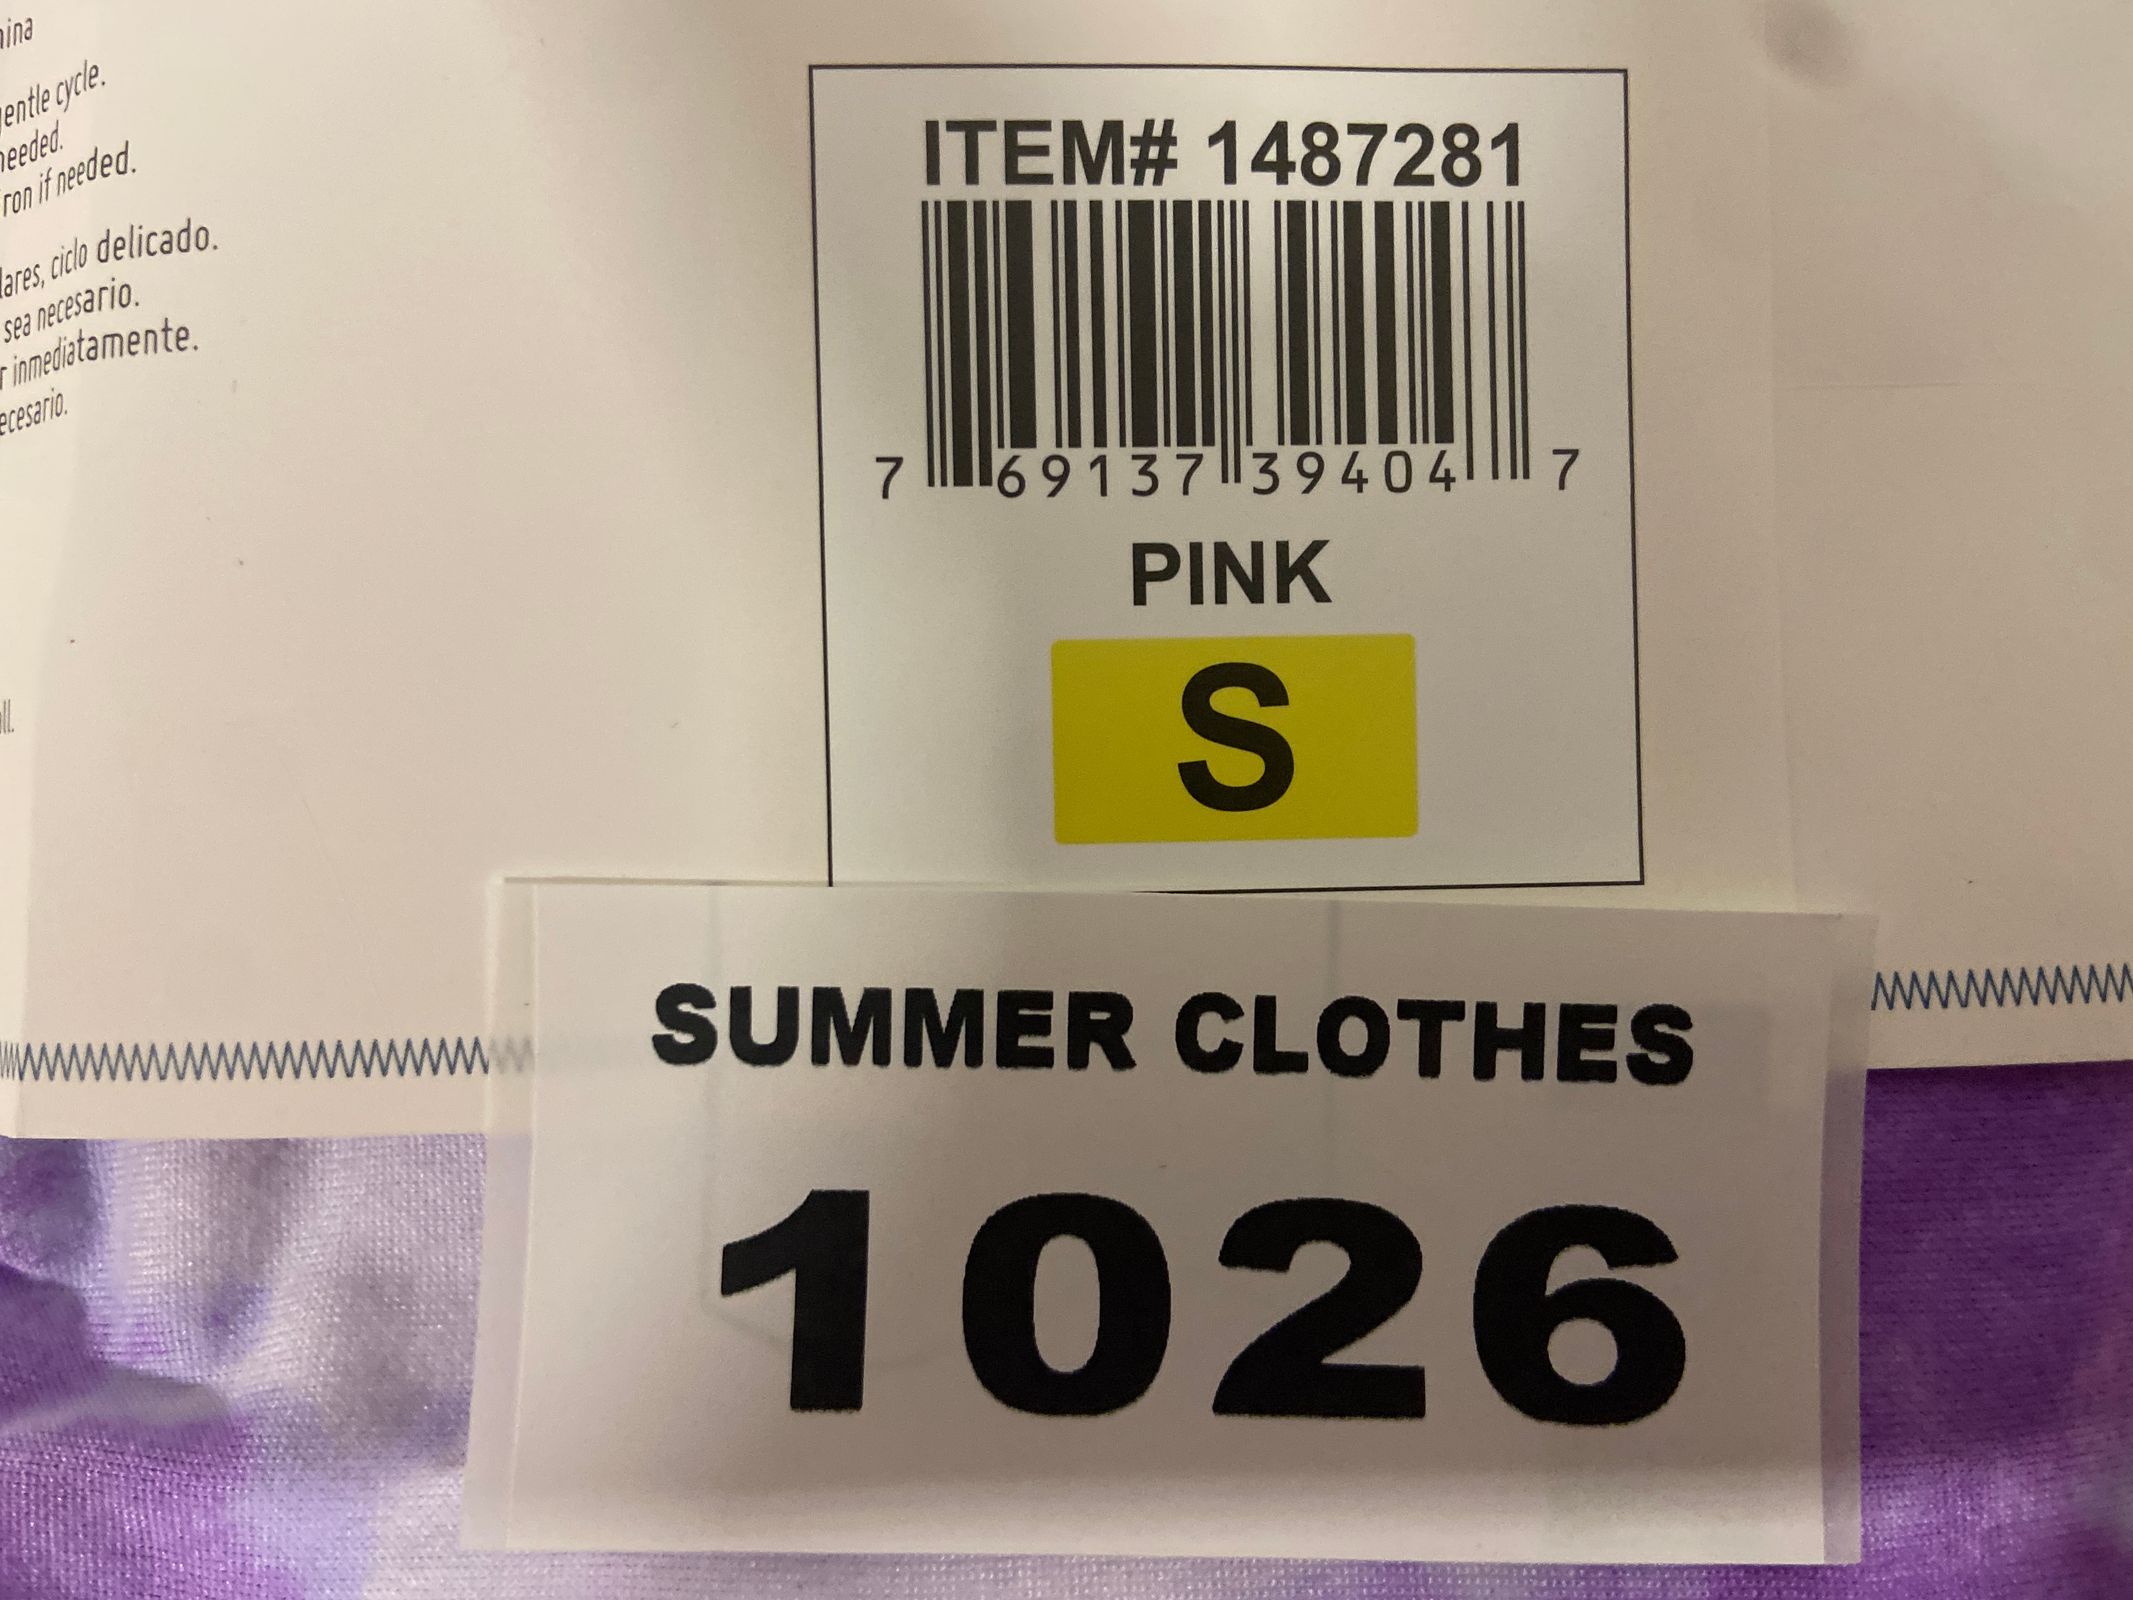 gentle cycle.
needed.
iron if needed.
ciclo delicado.
sea necesario.
inmediatamente.
necesario.
ITEM# 1487281
7 69137 39404 7
PINK
S
SUMMER CLOTHES
1026